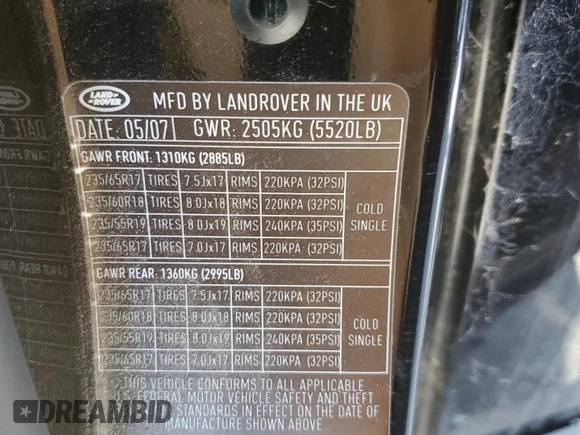 LAND
ROVER
MFD BY LANDROVER IN THE UK
DATE: 05/07 GWR: 2505KG (5520LB)
GAWR FRONT: 1310KG (2885LB)
235/65R17 TIRES 7.5Jx17 RIMS 220KPA (32PSI)
235/60R18 TIRES 8.0Jx18 RIMS 220KPA (32PSI)
235/55R19 TIRES 8.0Jx19 RIMS 240KPA (35PSI)
235/65R17 TIRES 7.0Jx17 RIMS 220KPA (32PSI)
COLD
SINGLE
GAWR REAR: 1360KG (2995LB)
235/65R17 TIRES 7.5Jx17 RIMS 220KPA (32PSI)
235/60R18 TIRES 8.0Jx18 RIMS 220KPA (32PSI)
235/55R19 TIRES 8.0Jx19 RIMS 240KPA (35PSI)
235/65R17 TIRES 7.0Jx17 RIMS 220KPA (32PSI)
COLD
SINGLE
THIS VEHICLE CONFORMS TO ALL APPLICABLE
U.S. FEDERAL MOTOR VEHICLE SAFETY AND THEFT
STANDARDS IN EFFECT ON THE DATE OF
MANUFACTURE SHOWN ABOVE
DREAMBID